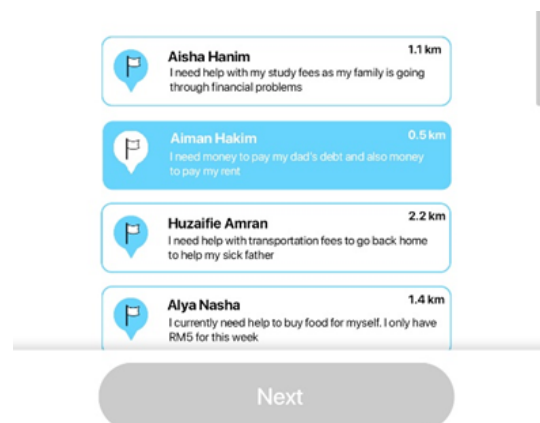 Aisha Hanim
1.1 km
I need help with my study fees as my family is going
through financial problems
Aiman Hakim
0.5 km
I need money to pay my dad's debt and also money
to pay my rent
Huzaifie Amran
2.2 km
I need help with transportation fees to go back home
to help my sick father
Alya Nasha
1.4 km
I currently need help to buy food for myself. I only have
RM5 for this week
Next